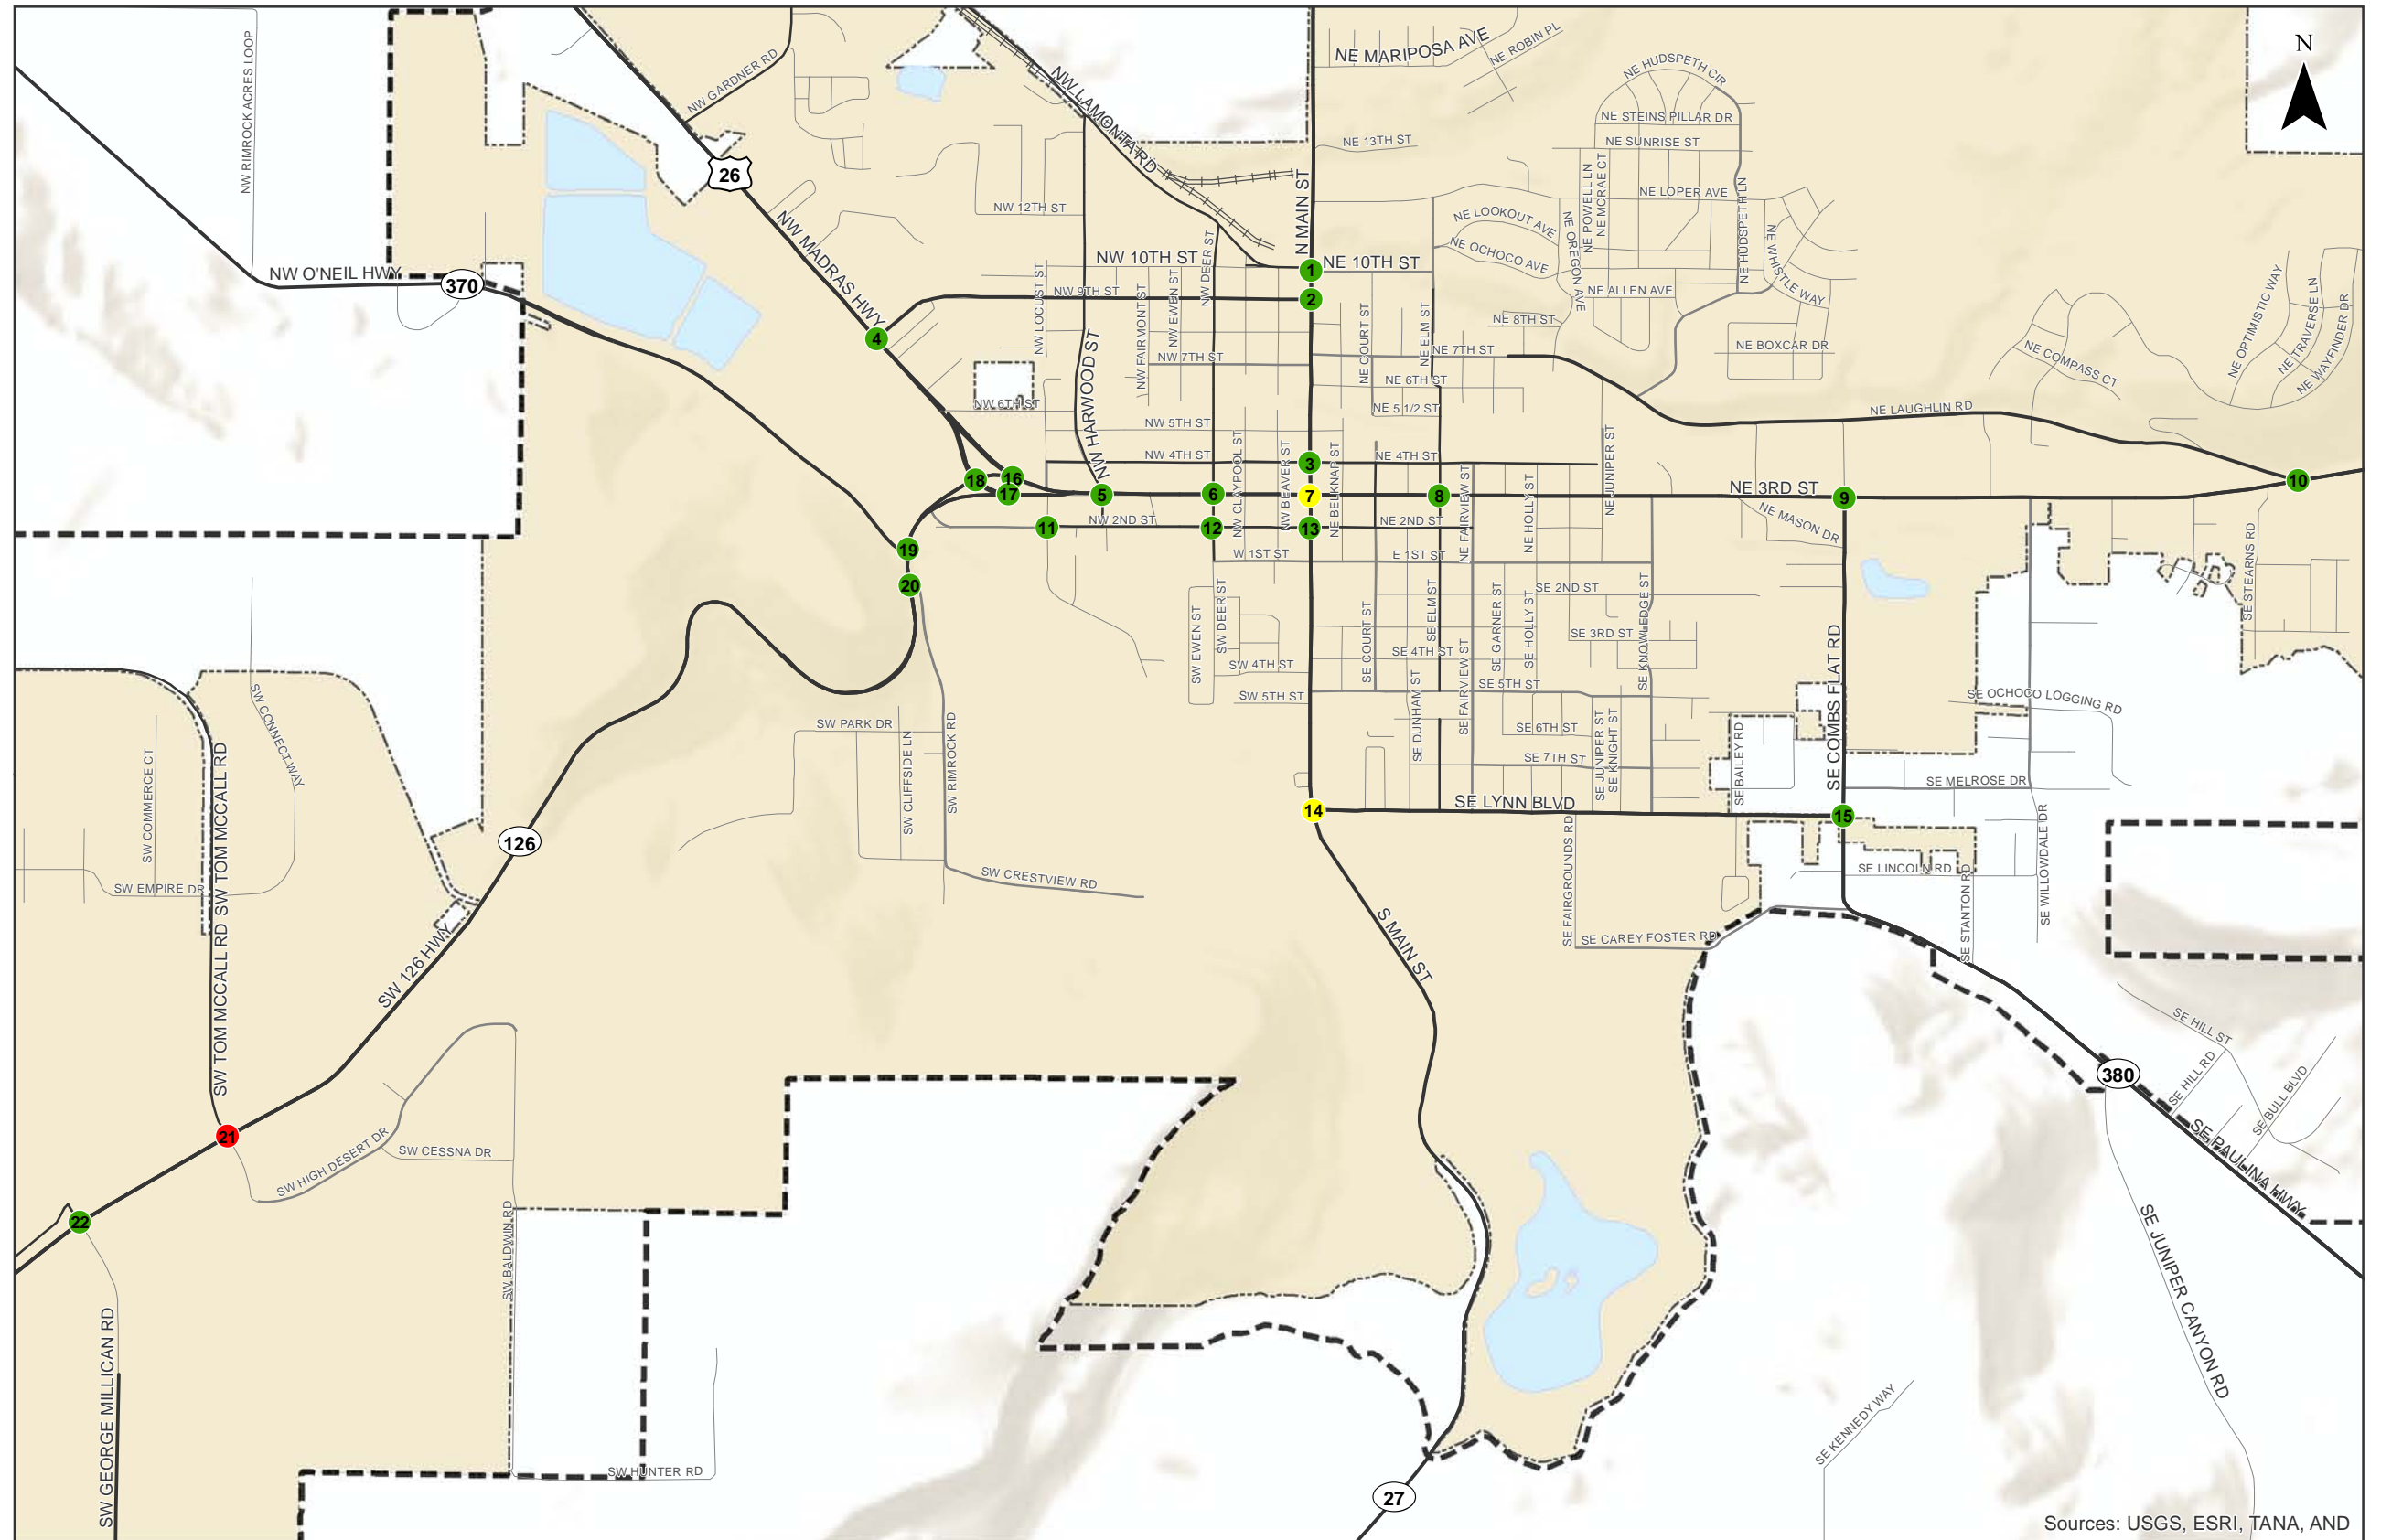 NW RIMROCK ACRES LOOP
NW GARDNER RD
NW LAMONTA RD
NE MARIPOSA AVE
NE ROBIN PL
NE HUDSPETH CIR
N
NE STEINS PILLAR DR
NE 13TH ST
NE SUNRISE ST
26
N MAIN ST
NE POWELL LN
NE MCRAE CT
NE LOPER AVE
NE HUDSPETH LN
NW 12TH ST
NW MADRAS HWY
NE LOOKOUT AVE
NE OREGON AVE
NE OCHOCO AVE
NE WHISTLE WAY
NW O'NEIL HWY
370
NW 10TH ST
NW DEER ST
1
NE 10TH ST
NW LOCUST ST
NW 9TH ST
NW FAIRMONT ST
NW EWEN ST
2
NE ALLEN AVE
NE OPTIMISTIC WAY
NE TRAVERSE LN
NE WAYFINDER DR
4
NE COURT ST
NE ELM ST
NE 8TH ST
NW 7TH ST
NE 7TH ST
NE BOXCAR DR
NE COMPASS CT
NE 6TH ST
NW 6TH ST
NW HARWOOD ST
NE 5 1/2 ST
NE LAUGHLIN RD
NW 5TH ST
NW CLAYPOOL ST
NW BEAVER ST
NE BELKNAP ST
NW 4TH ST
3
NE 4TH ST
NE FAIRVIEW ST
NE HOLLY ST
NE JUNIPER ST
18
16
17
5
6
7
8
NE 3RD ST
9
10
11
NW 2ND ST
12
13
NE 2ND ST
NE MASON DR
19
W 1ST ST
E 1ST ST
SE STEARNS RD
20
SW EWEN ST
SW DEER ST
SE COURT ST
SE ELM ST
SE GARNER ST
SE HOLLY ST
SE 2ND ST
SE KNOWLEDGE ST
SE 3RD ST
SE COMBS FLAT RD
SW 4TH ST
SE 4TH ST
SE FAIRVIEW ST
SW 5TH ST
SE DUNHAM ST
SE 5TH ST
SE OCHOCO LOGGING RD
SW CONNECT WAY
SW PARK DR
SW CLIFFSIDE LN
SW RIMROCK RD
SE 6TH ST
SE JUNIPER ST
SE KNIGHT ST
SE BAILEY RD
SW COMMERCE CT
SW TOM MCCALL RD
SE 7TH ST
SE MELROSE DR
14
SE LYNN BLVD
15
SE WILLOWDALE DR
126
SE FAIRGROUNDS RD
SE LINCOLN RD
SW EMPIRE DR
SW CRESTVIEW RD
SE STANTON RD
SW 126 HWY
S MAIN ST
SE CAREY FOSTER RD
SW TOM MCCALL RD
SE HILL ST
380
SE HILL RD
SE BULL BLVD
21
SW HIGH DESERT DR
SW CESSNA DR
SE PAULINA HWY
22
SW BALDWIN RD
SE JUNIPER CANYON RD
SW GEORGE MILLICAN RD
SE KENNEDY WAY
SW HUNTER RD
27
Sources: USGS, ESRI, TANA, AND